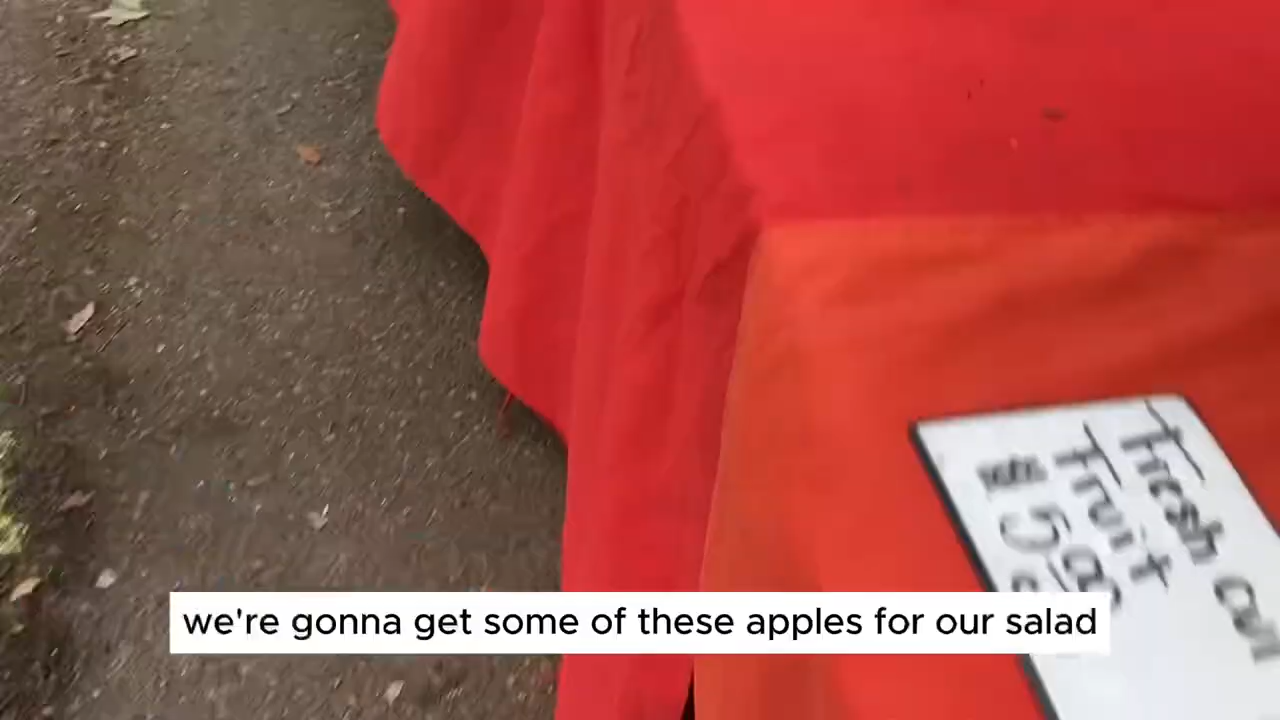 Fresh cut
Fruit
we're gonna get some of these apples for our salad